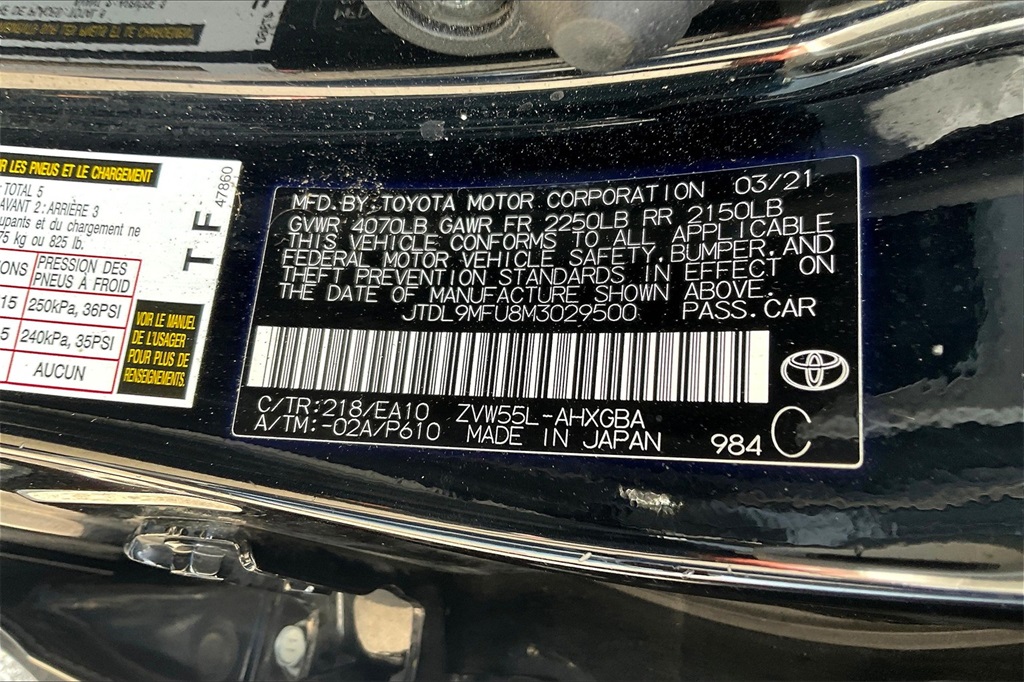 R LES PNEUS ET LE CHARGEMENT
TOTAL 5
AVANT 2: ARRIÈRE 3
upants et du chargement ne
75 kg ou 825 lb.
ONS PRESSION DES PNEUS À FROID
15 250kPa, 36PSI
5 240kPa, 35PSI
AUCUN
VOIR LE MANUEL
DE L'USAGER
POUR PLUS DE
RENSEIGNEMENTS.
47860
T F
MFD.BY:TOYOTA MOTOR CORPORATION 03/21
GVWR 4070LB GAWR FR 2250LB RR 2150LB
THIS VEHICLE CONFORMS TO ALL APPLICABLE
FEDERAL MOTOR VEHICLE SAFETY,BUMPER,AND
THEFT PREVENTION STANDARDS IN EFFECT ON
THE DATE OF MANUFACTURE SHOWN ABOVE.
JTDL9MFU8M3029500 PASS.CAR
C/TR:218/EA10 ZVW55L-AHXGBA
A/TM:-02A/P610 MADE IN JAPAN 984 C